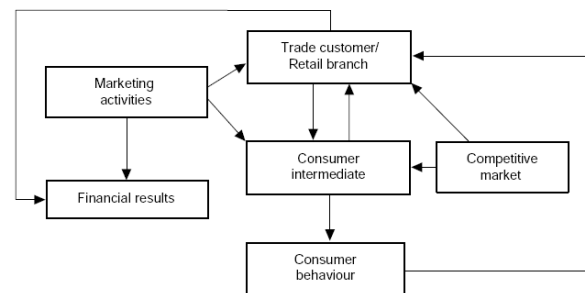 Trade customer/
Retail branch
Marketing
activities
Consumer
intermediate
Competitive
market
Financial results
Consumer
behaviour